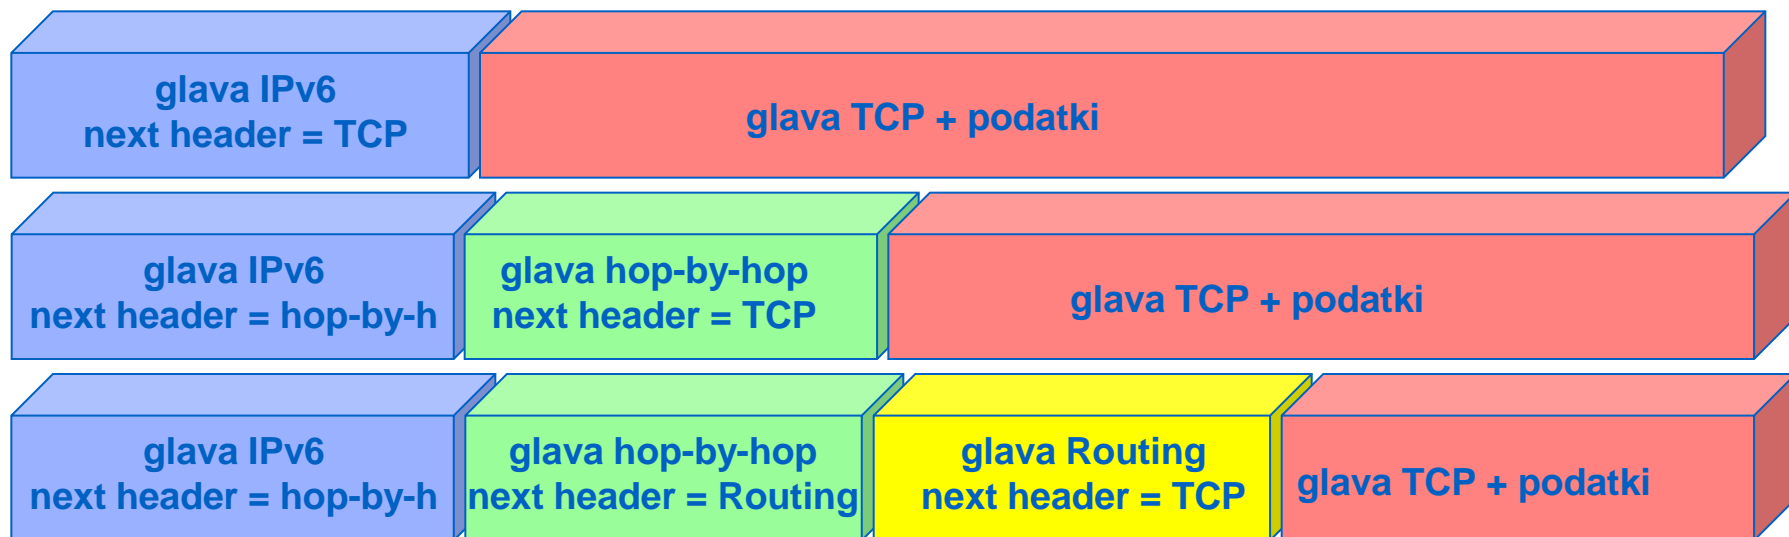 glava IPv6
next header = TCP
glava TCP + podatki
glava IPv6
next header = hop-by-h
glava hop-by-hop
next header = TCP
glava TCP + podatki
glava IPv6
next header = hop-by-h
glava hop-by-hop
next header = Routing
glava Routing
next header = TCP
glava TCP + podatki